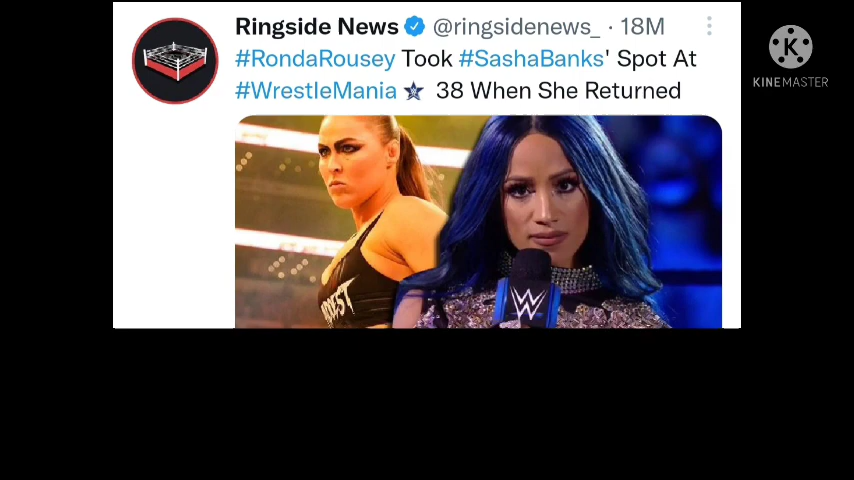 Ringside News @ringsidenews_ · 18M
#RondaRousey Took #SashaBanks' Spot At
#WrestleMania 38 When She Returned
K
KINEMASTER
W